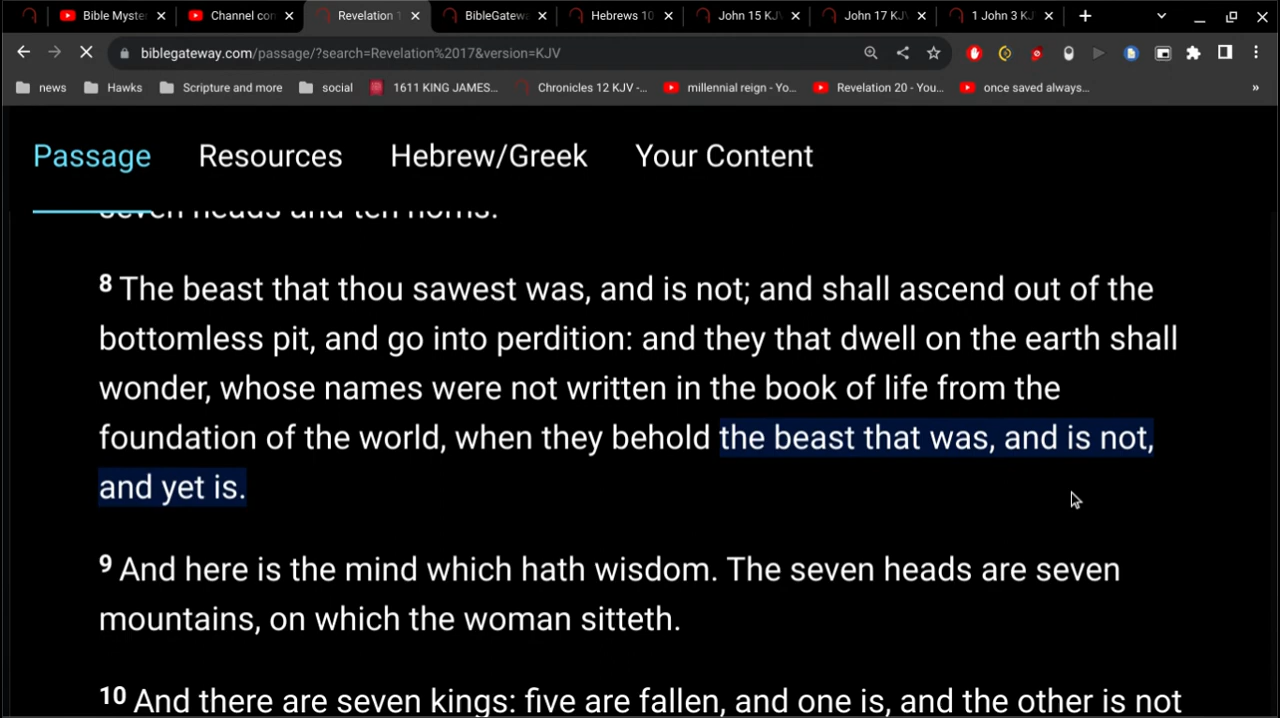 Bible Myste
Channel con
Revelation 1
BibleGatewa
Hebrews 10
John 15 KJV
John 17 KJV
1 John 3 KJ
biblegateway.com/passage/?search=Revelation%2017&version=KJV
news
Hawks
Scripture and more
social
1611 KING JAMES...
Chronicles 12 KJV -...
millennial reign - Yo...
Revelation 20 - You...
once saved always...
»
Passage
Resources
Hebrew/Greek
Your Content
seven heads and ten horns.
8 The beast that thou sawest was, and is not; and shall ascend out of the
bottomless pit, and go into perdition: and they that dwell on the earth shall
wonder, whose names were not written in the book of life from the
foundation of the world, when they behold the beast that was, and is not,
and yet is.
9 And here is the mind which hath wisdom. The seven heads are seven
mountains, on which the woman sitteth.
10 And there are seven kings: five are fallen, and one is, and the other is not